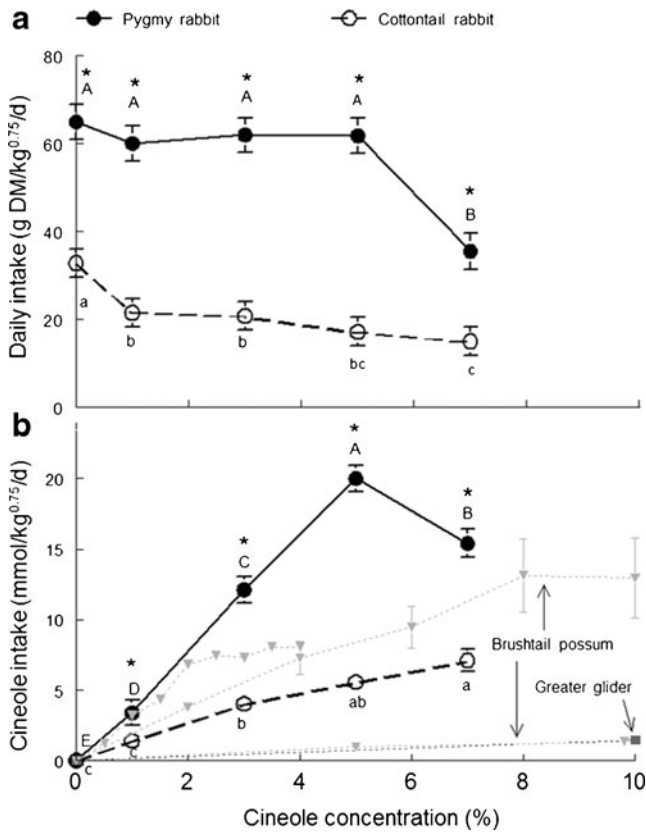 a
Pygmy rabbit
Cottontail rabbit
Daily intake (g DM/kg^0.75/d)
80
60
40
20
0
* * * * *
A A A A B
a b b bc c
b
Cineole intake (mmol/kg^0.75/d)
20
15
10
5
0
* * * *
E D C A B
c c b ab a
Brushtail possum
Greater glider
0 2 4 6 8 10
Cineole concentration (%)